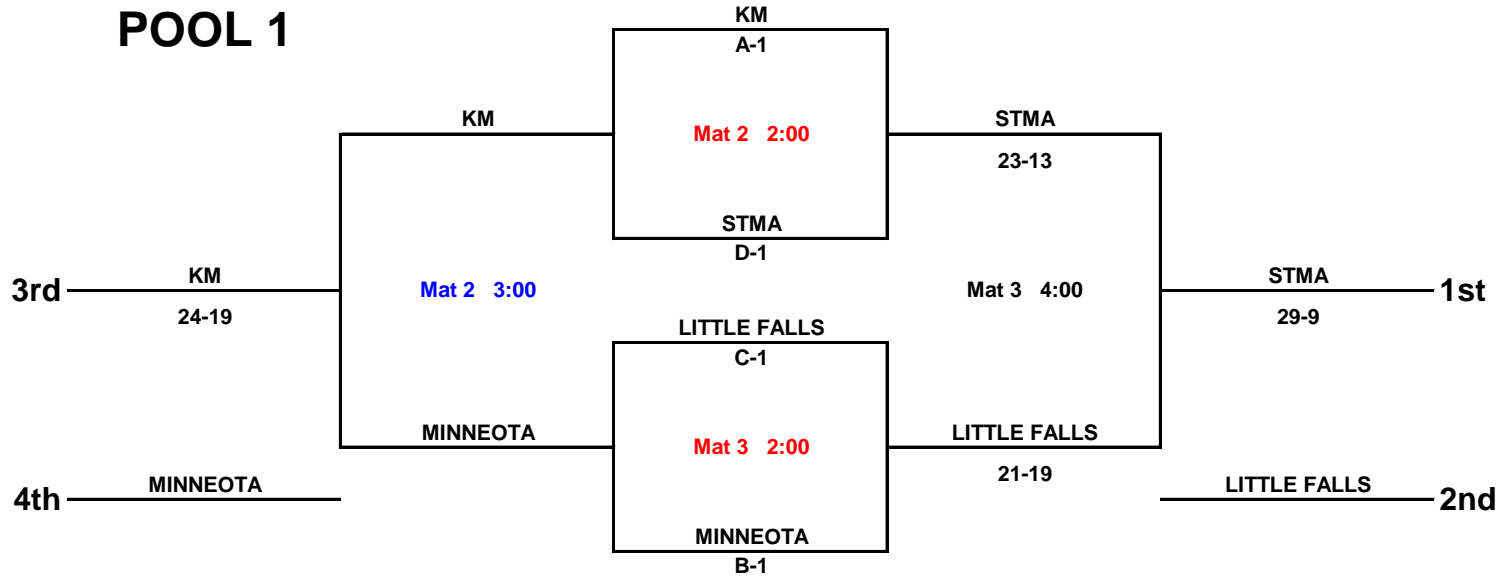 POOL 1
KM
A-1
KM
Mat 2 2:00
STMA
23-13
STMA
D-1
3rd
KM
24-19
Mat 2 3:00
Mat 3 4:00
STMA
29-9
1st
LITTLE FALLS
C-1
MINNEOTA
Mat 3 2:00
LITTLE FALLS
21-19
4th
MINNEOTA
LITTLE FALLS
2nd
MINNEOTA
B-1